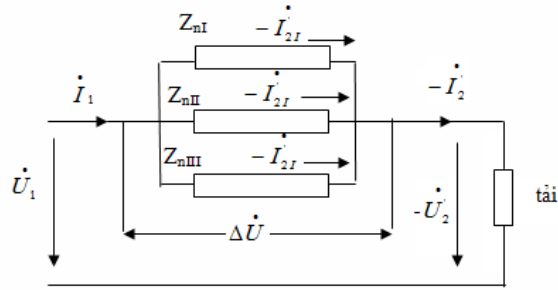 Z_nI − İ'_2I
İ_1 Z_nII − İ'_2I − İ'_2
Z_nIII − İ'_2I
U̇_1 ΔU̇ -U̇'_2 tải